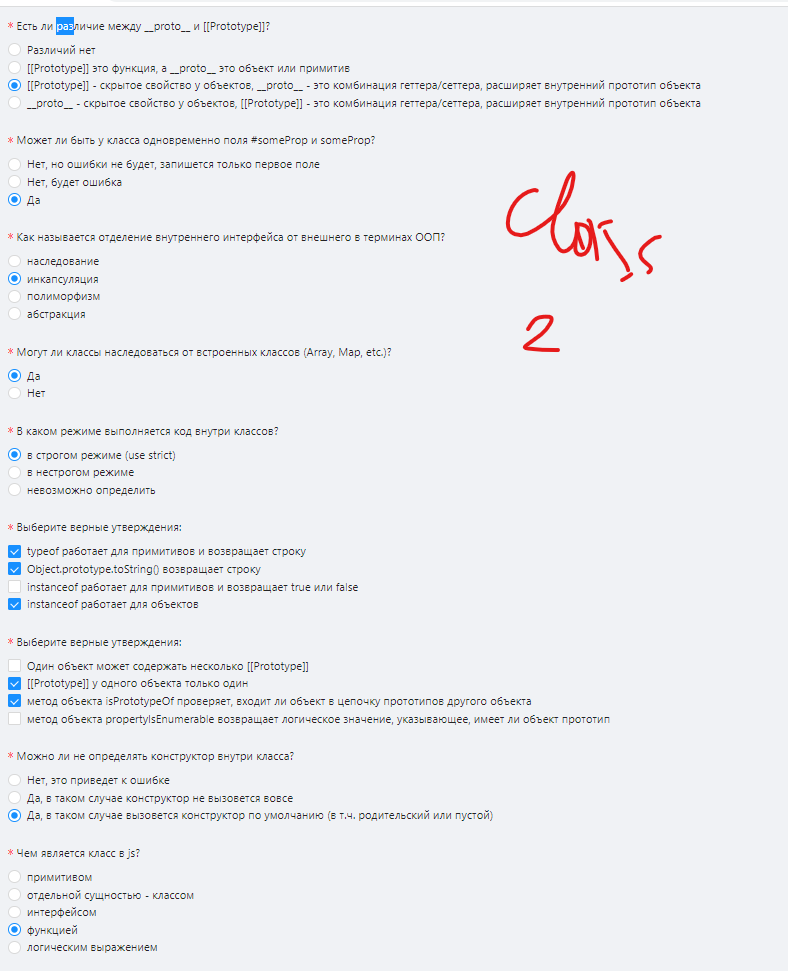 * Есть ли различие между __proto__ и [[Prototype]]?
Различий нет
[[Prototype]] это функция, а __proto__ это объект или примитив
[[Prototype]] - скрытое свойство у объектов, __proto__ - это комбинация геттера/сеттера, расширяет внутренний прототип объекта
__proto__ - скрытое свойство у объектов, [[Prototype]] - это комбинация геттера/сеттера, расширяет внутренний прототип объекта
* Может ли быть у класса одновременно поля #someProp и someProp?
Нет, но ошибки не будет, запишется только первое поле
Нет, будет ошибка
Да
* Как называется отделение внутреннего интерфейса от внешнего в терминах ООП?
наследование
инкапсуляция
полиморфизм
абстракция
* Могут ли классы наследоваться от встроенных классов (Array, Map, etc.)?
Да
Нет
* В каком режиме выполняется код внутри классов?
в строгом режиме (use strict)
в нестрогом режиме
невозможно определить
* Выберите верные утверждения:
typeof работает для примитивов и возвращает строку
Object.prototype.toString() возвращает строку
instanceof работает для примитивов и возвращает true или false
instanceof работает для объектов
* Выберите верные утверждения:
Один объект может содержать несколько [[Prototype]]
[[Prototype]] у одного объекта только один
метод объекта isPrototypeOf проверяет, входит ли объект в цепочку прототипов другого объекта
метод объекта propertyIsEnumerable возвращает логическое значение, указывающее, имеет ли объект прототип
* Можно ли не определять конструктор внутри класса?
Нет, это приведет к ошибке
Да, в таком случае конструктор не вызовется вовсе
Да, в таком случае вызовется конструктор по умолчанию (в т.ч. родительский или пустой)
* Чем является класс в js?
примитивом
отдельной сущностью - классом
интерфейсом
функцией
логическим выражением
2